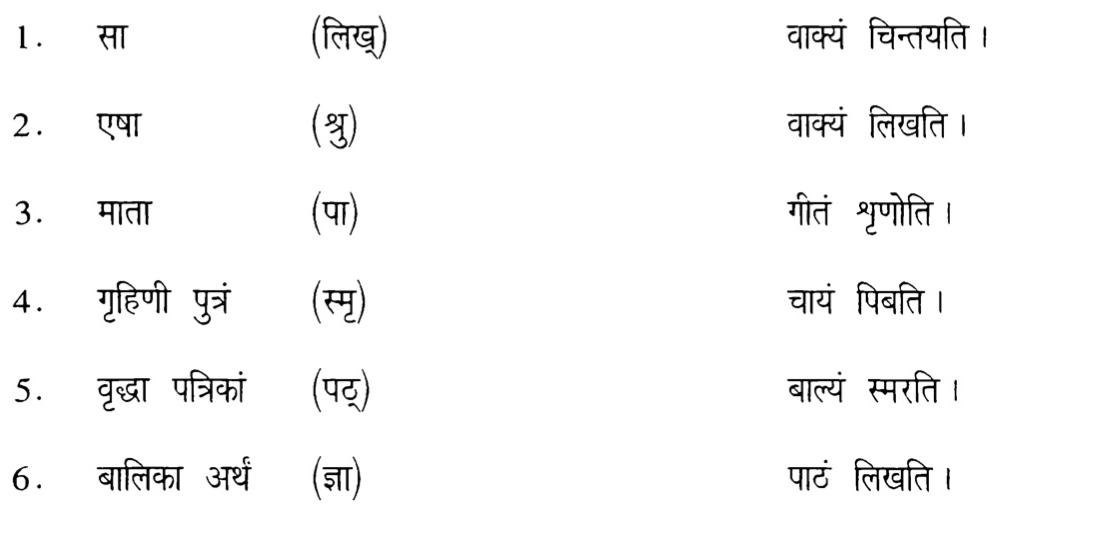 1. सा (लिख्) वाक्यं चिन्तयति ।
2. एषा (श्रु) वाक्यं लिखति ।
3. माता (पा) गीतं शृणोति ।
4. गृहिणी पुत्रं (स्मृ) चायं पिबति ।
5. वृद्धा पत्रिकां (पठ्) बाल्यं स्मरति ।
6. बालिका अर्थं (ज्ञा) पाठं लिखति ।